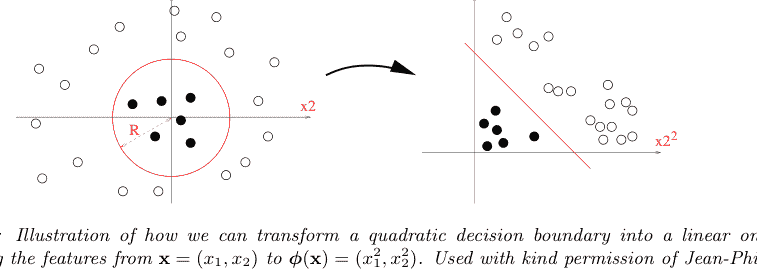 x2
R
x2²
: Illustration of how we can transform a quadratic decision boundary into a linear on
g the features from x = (x₁, x₂) to ϕ(x) = (x₁², x₂²). Used with kind permission of Jean-Phi